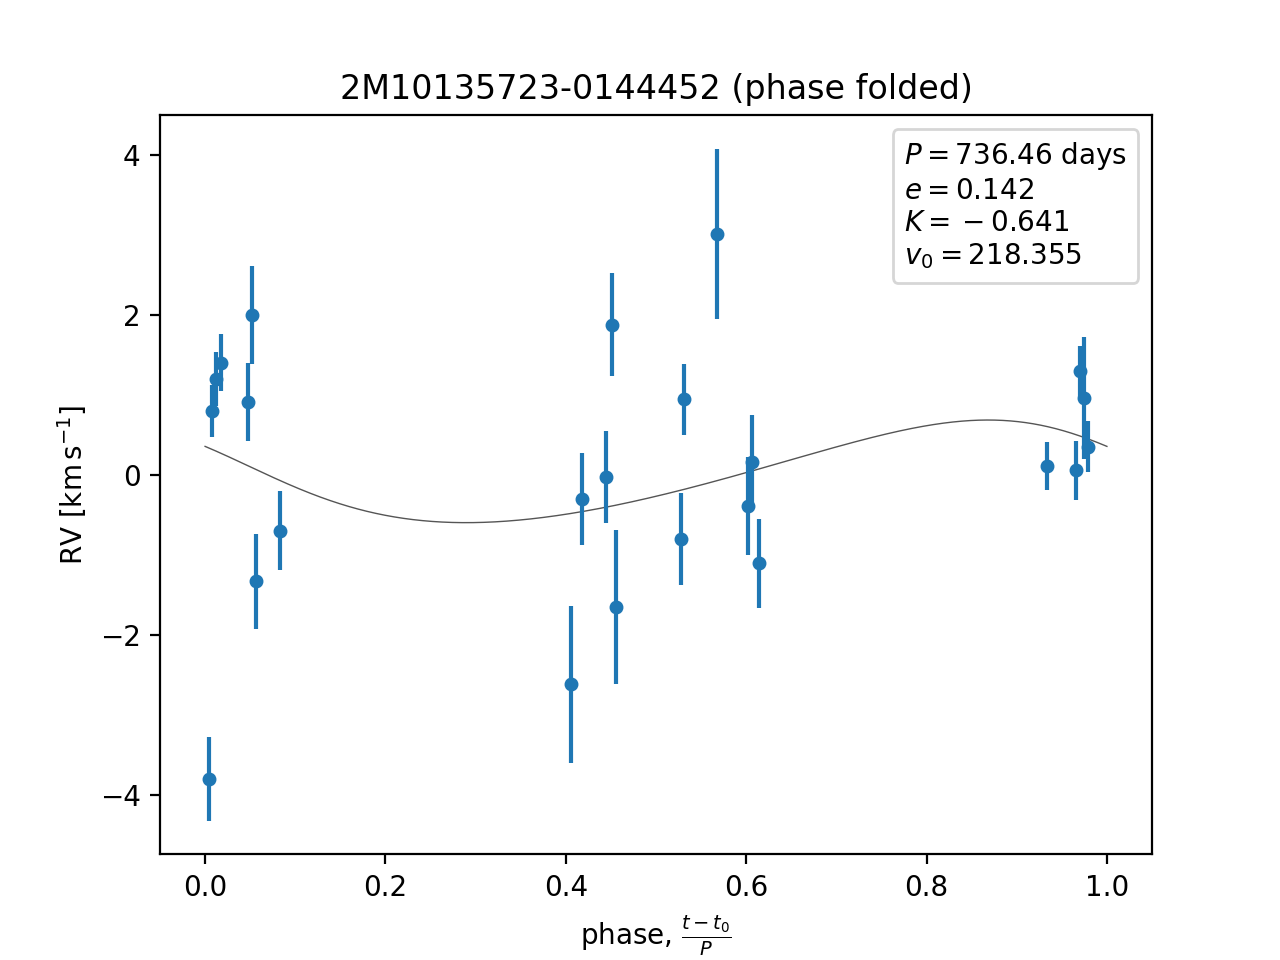 2M10135723-0144452 (phase folded)
P = 736.46 days
e = 0.142
K = −0.641
v₀ = 218.355
4
2
0
−2
−4
RV [km s⁻¹]
0.0 0.2 0.4 0.6 0.8 1.0
phase, (t − t₀)/P